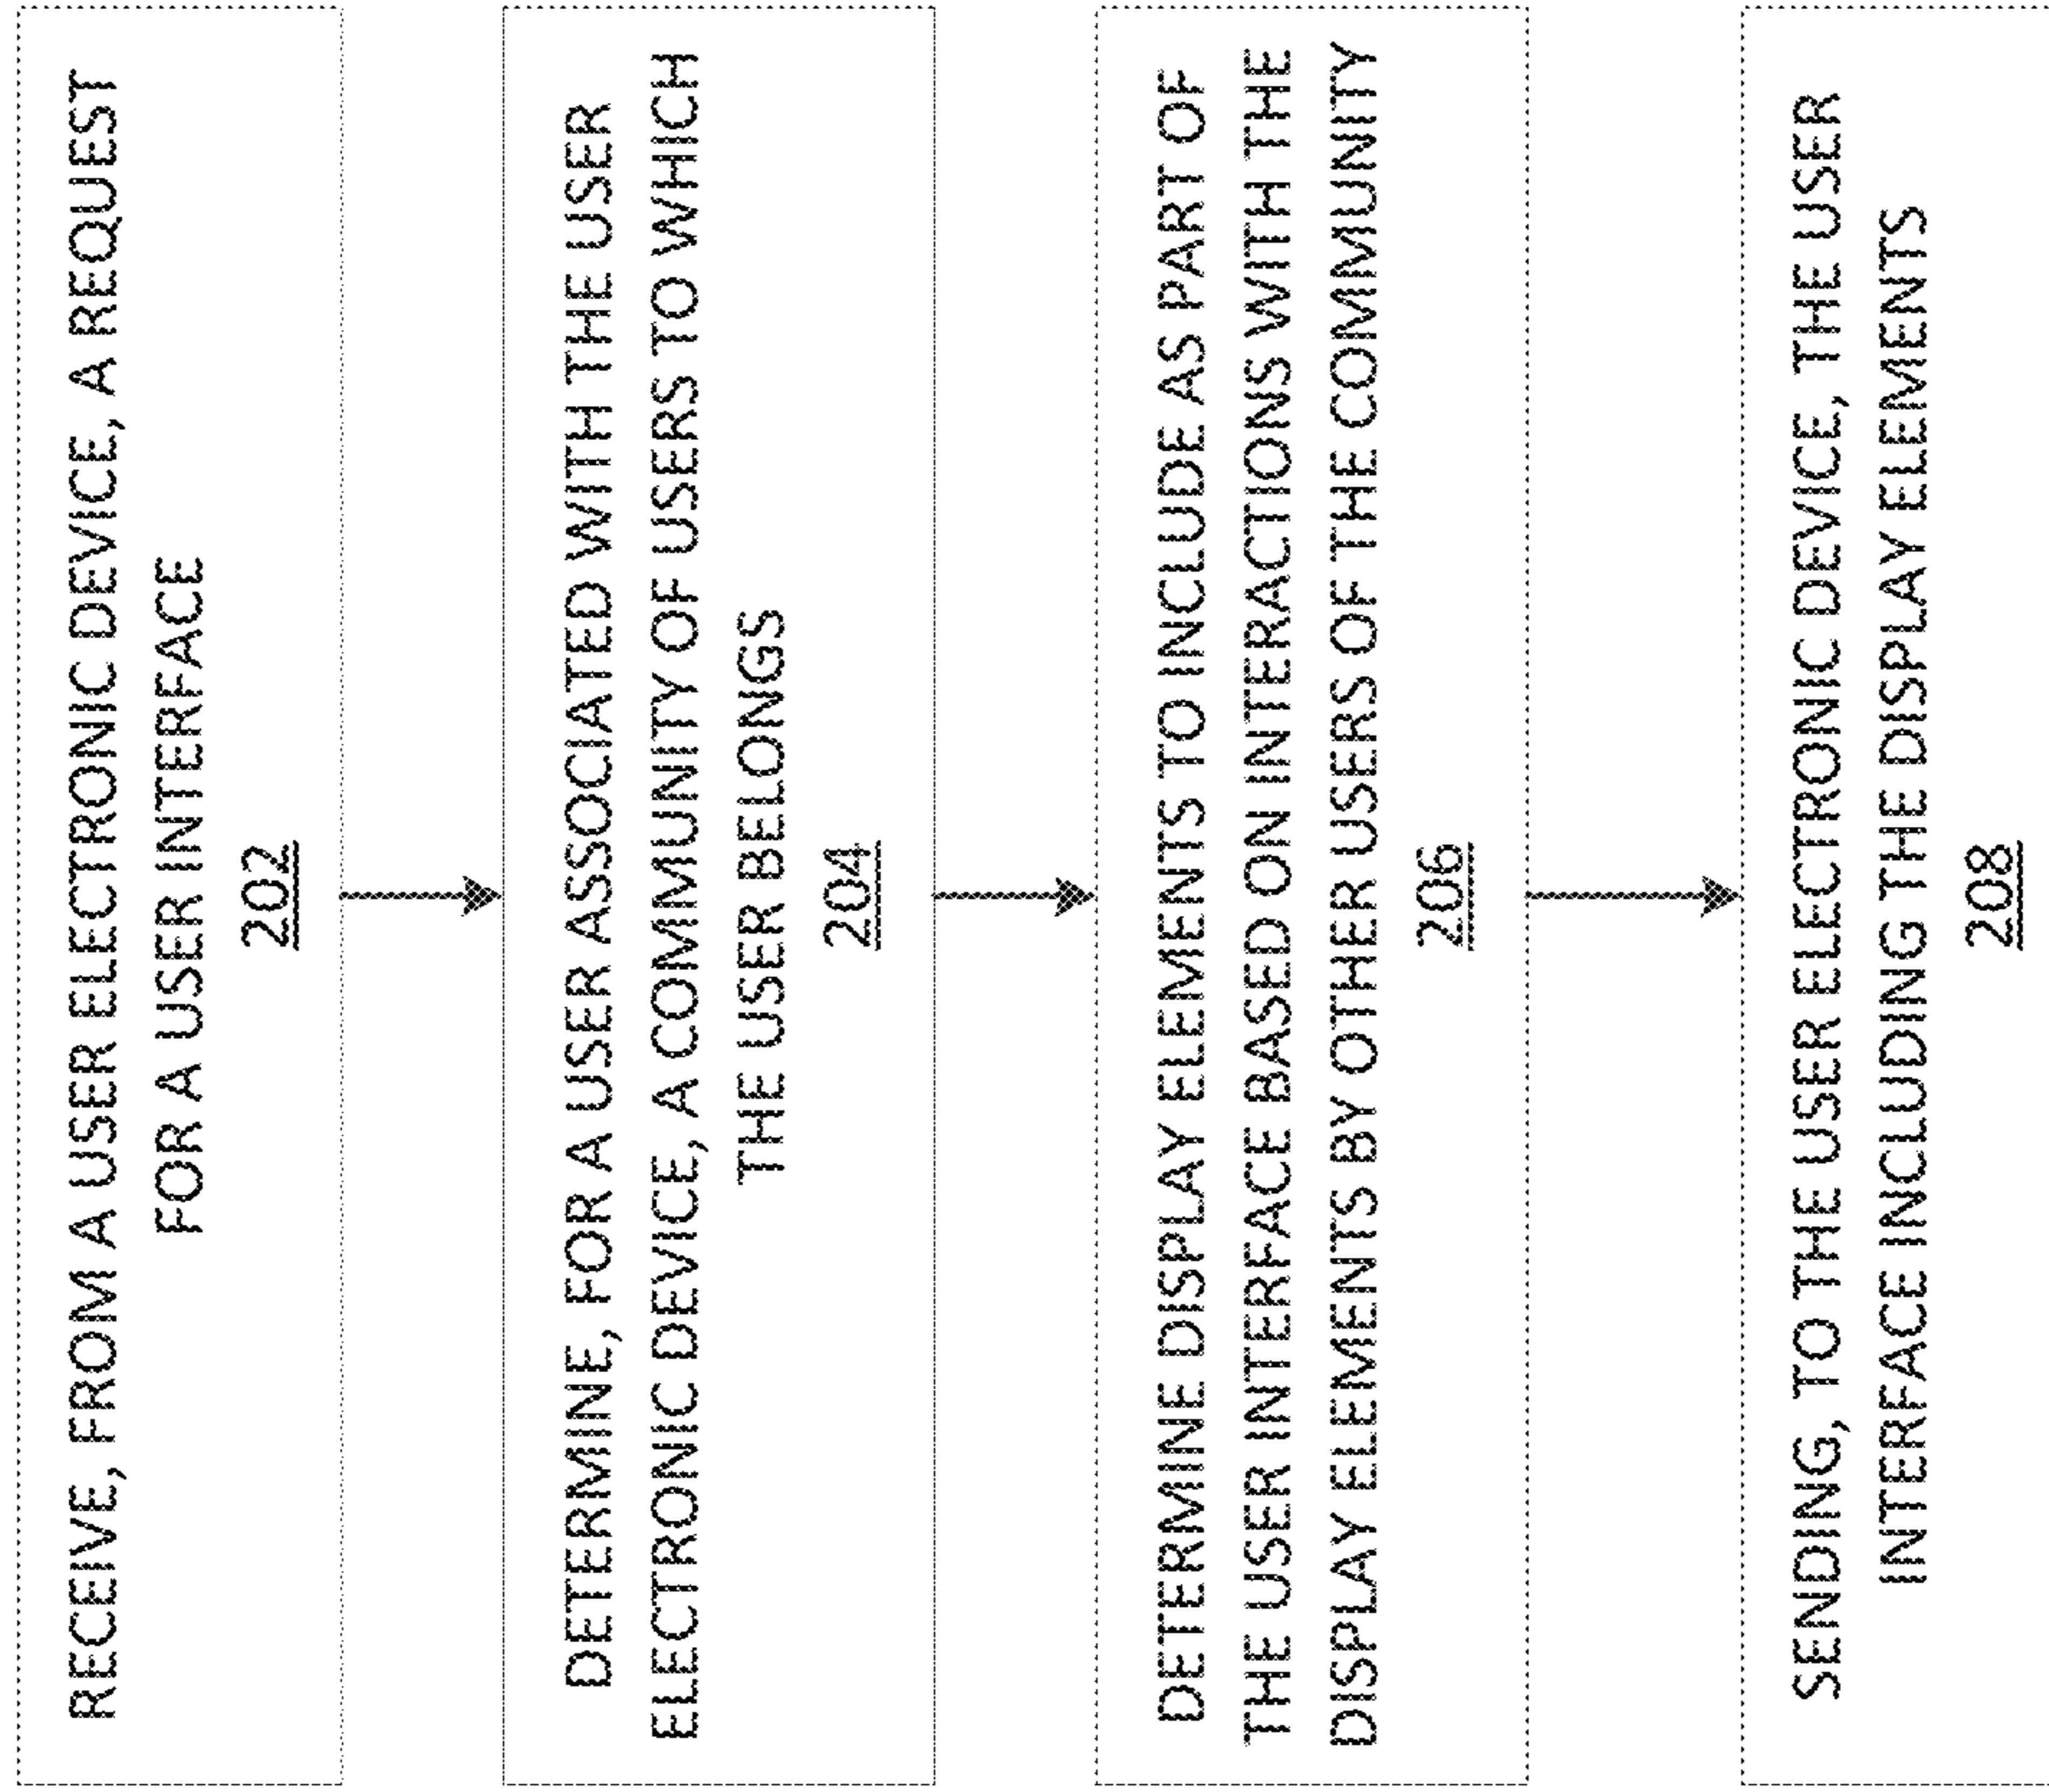 RECEIVE, FROM A USER ELECTRONIC DEVICE, A REQUEST
FOR A USER INTERFACE
202
DETERMINE, FOR A USER ASSOCIATED WITH THE USER
ELECTRONIC DEVICE, A COMMUNITY OF USERS TO WHICH
THE USER BELONGS
204
DETERMINE DISPLAY ELEMENTS TO INCLUDE AS PART OF
THE USER INTERFACE BASED ON INTERACTIONS WITH THE
DISPLAY ELEMENTS BY OTHER USERS OF THE COMMUNITY
206
SENDING, TO THE USER ELECTRONIC DEVICE, THE USER
INTERFACE INCLUDING THE DISPLAY ELEMENTS
208